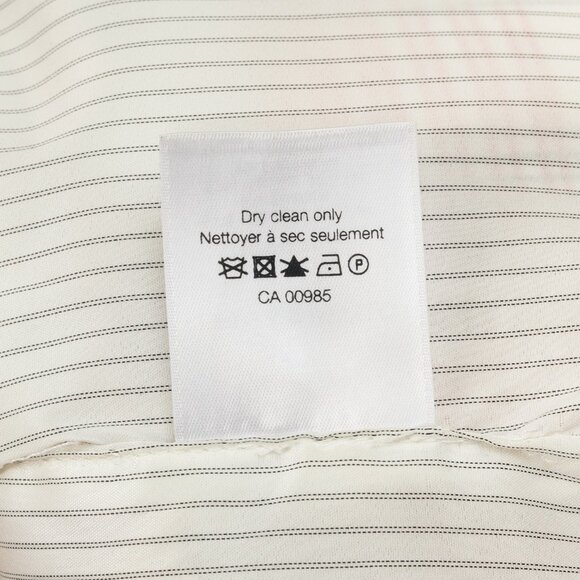 Dry clean only
Nettoyer à sec seulement
P
CA 00985